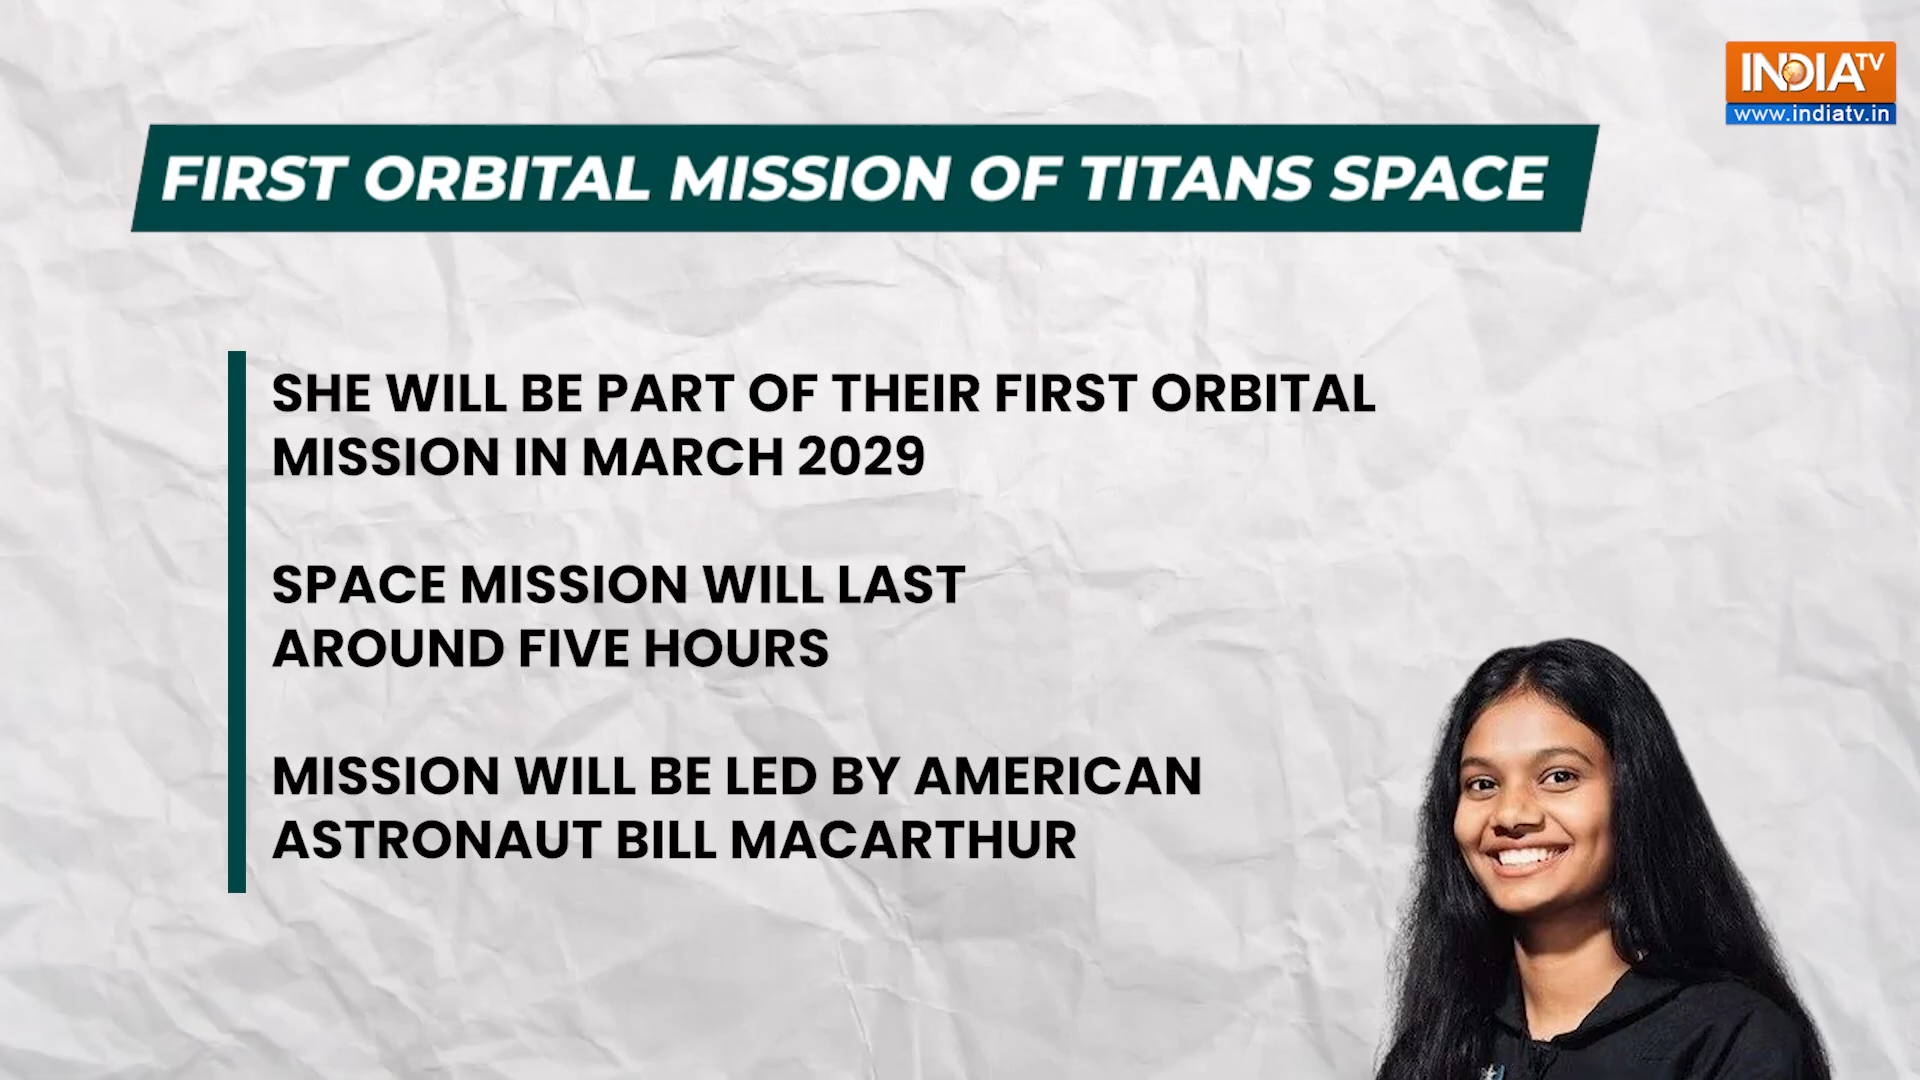 INDIA TV
www.indiatv.in
FIRST ORBITAL MISSION OF TITANS SPACE
SHE WILL BE PART OF THEIR FIRST ORBITAL
MISSION IN MARCH 2029
SPACE MISSION WILL LAST
AROUND FIVE HOURS
MISSION WILL BE LED BY AMERICAN
ASTRONAUT BILL MACARTHUR